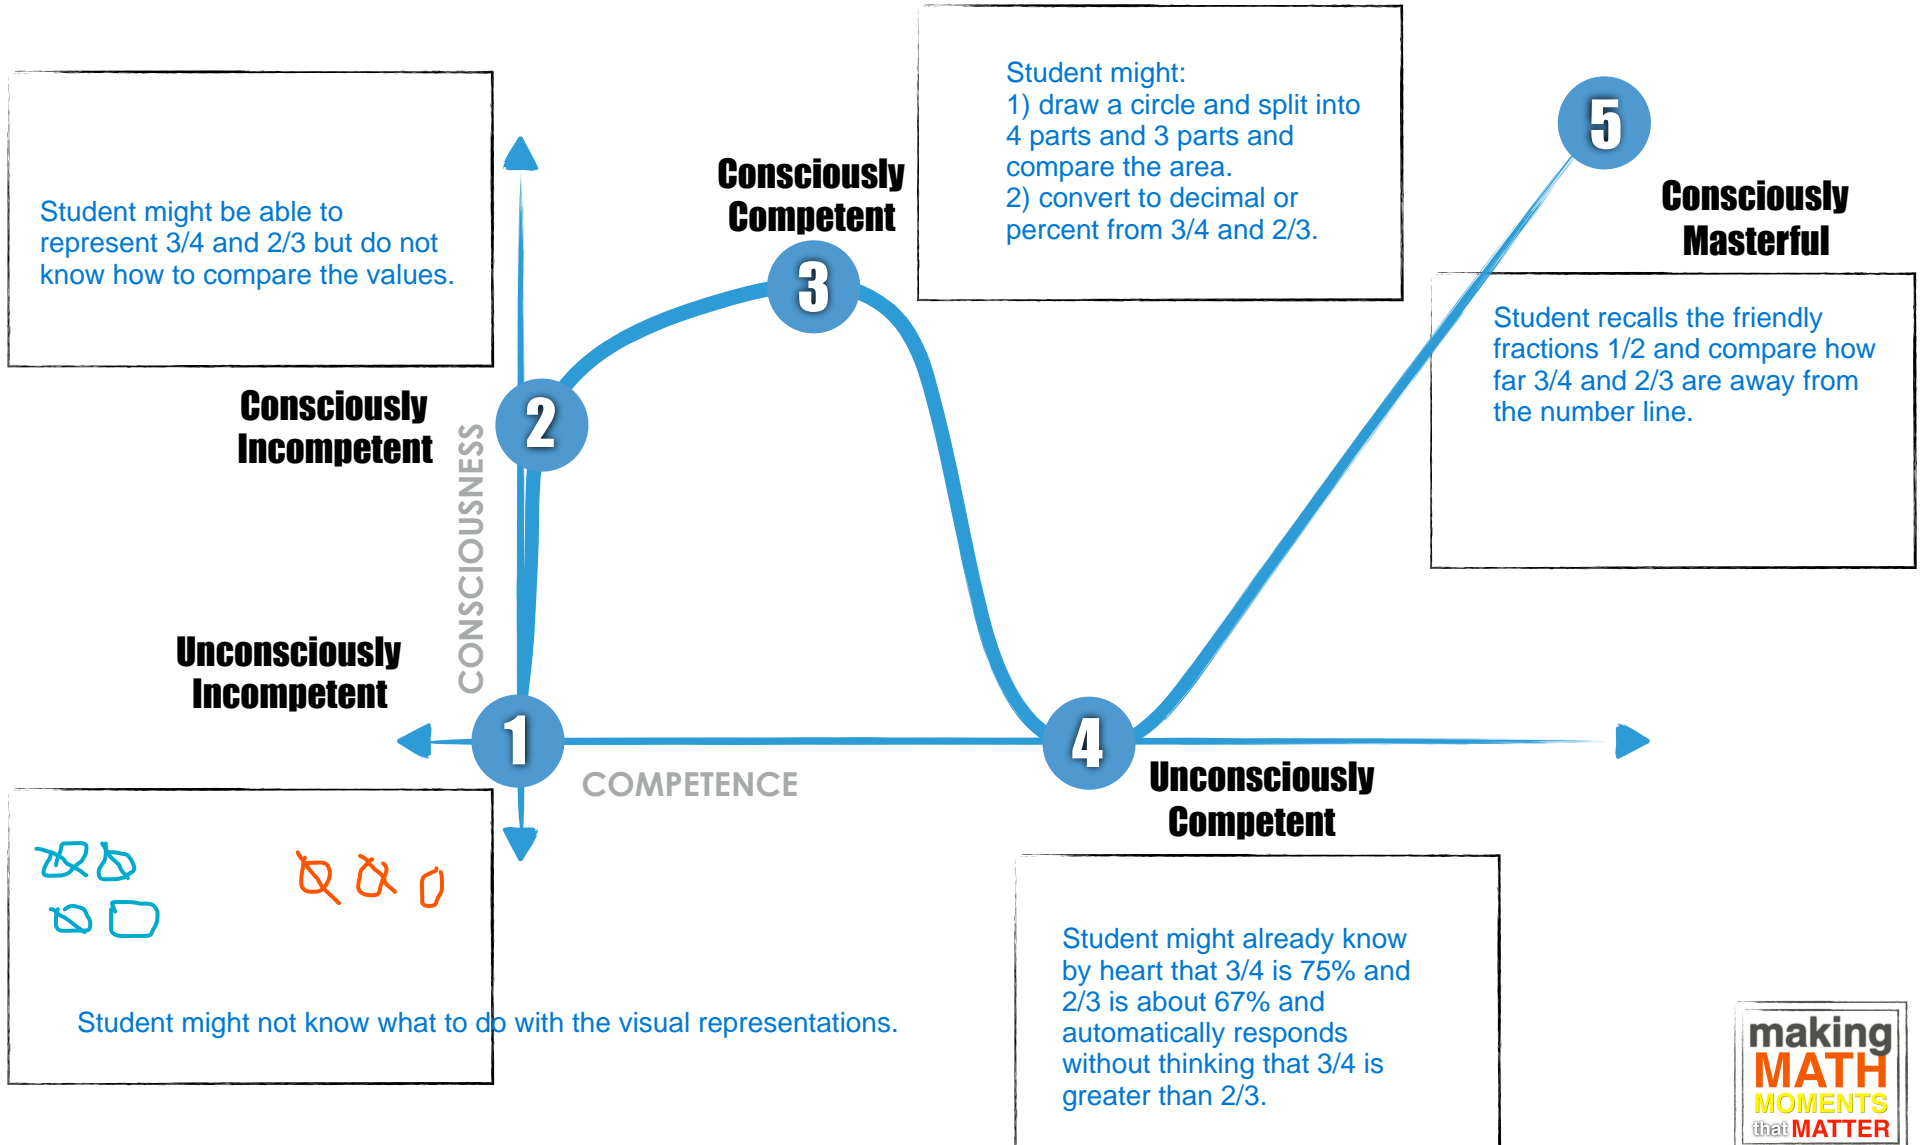 Student might:
1) draw a circle and split into
4 parts and 3 parts and
compare the area.
2) convert to decimal or
percent from 3/4 and 2/3.
5
Consciously
Masterful
Consciously
Competent
3
Student might be able to
represent 3/4 and 2/3 but do not
know how to compare the values.
Student recalls the friendly
fractions 1/2 and compare how
far 3/4 and 2/3 are away from
the number line.
Consciously
Incompetent
2
CONSCIOUSNESS
Unconsciously
Incompetent
1
4
COMPETENCE
Unconsciously
Competent
Student might not know what to do with the visual representations.
Student might already know
by heart that 3/4 is 75% and
2/3 is about 67% and
automatically responds
without thinking that 3/4 is
greater than 2/3.
making
MATH
MOMENTS
that MATTER